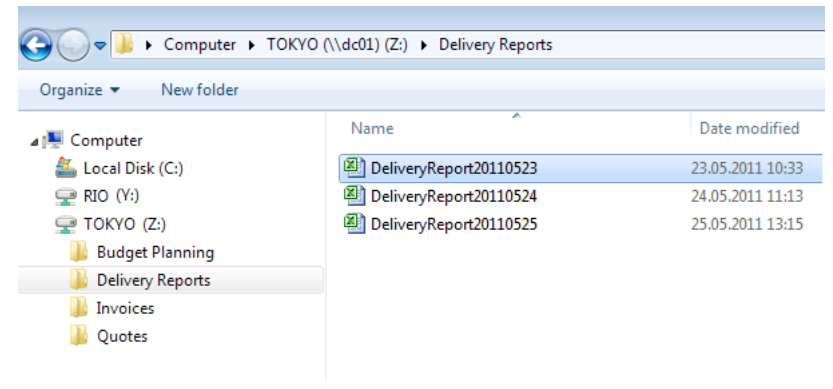 Computer TOKYO (\\dc01) (Z:) Delivery Reports
Organize New folder
Computer
Local Disk (C:)
RIO (Y:)
TOKYO (Z:)
Budget Planning
Delivery Reports
Invoices
Quotes
Name Date modified
DeliveryReport20110523 23.05.2011 10:33
DeliveryReport20110524 24.05.2011 11:13
DeliveryReport20110525 25.05.2011 13:15